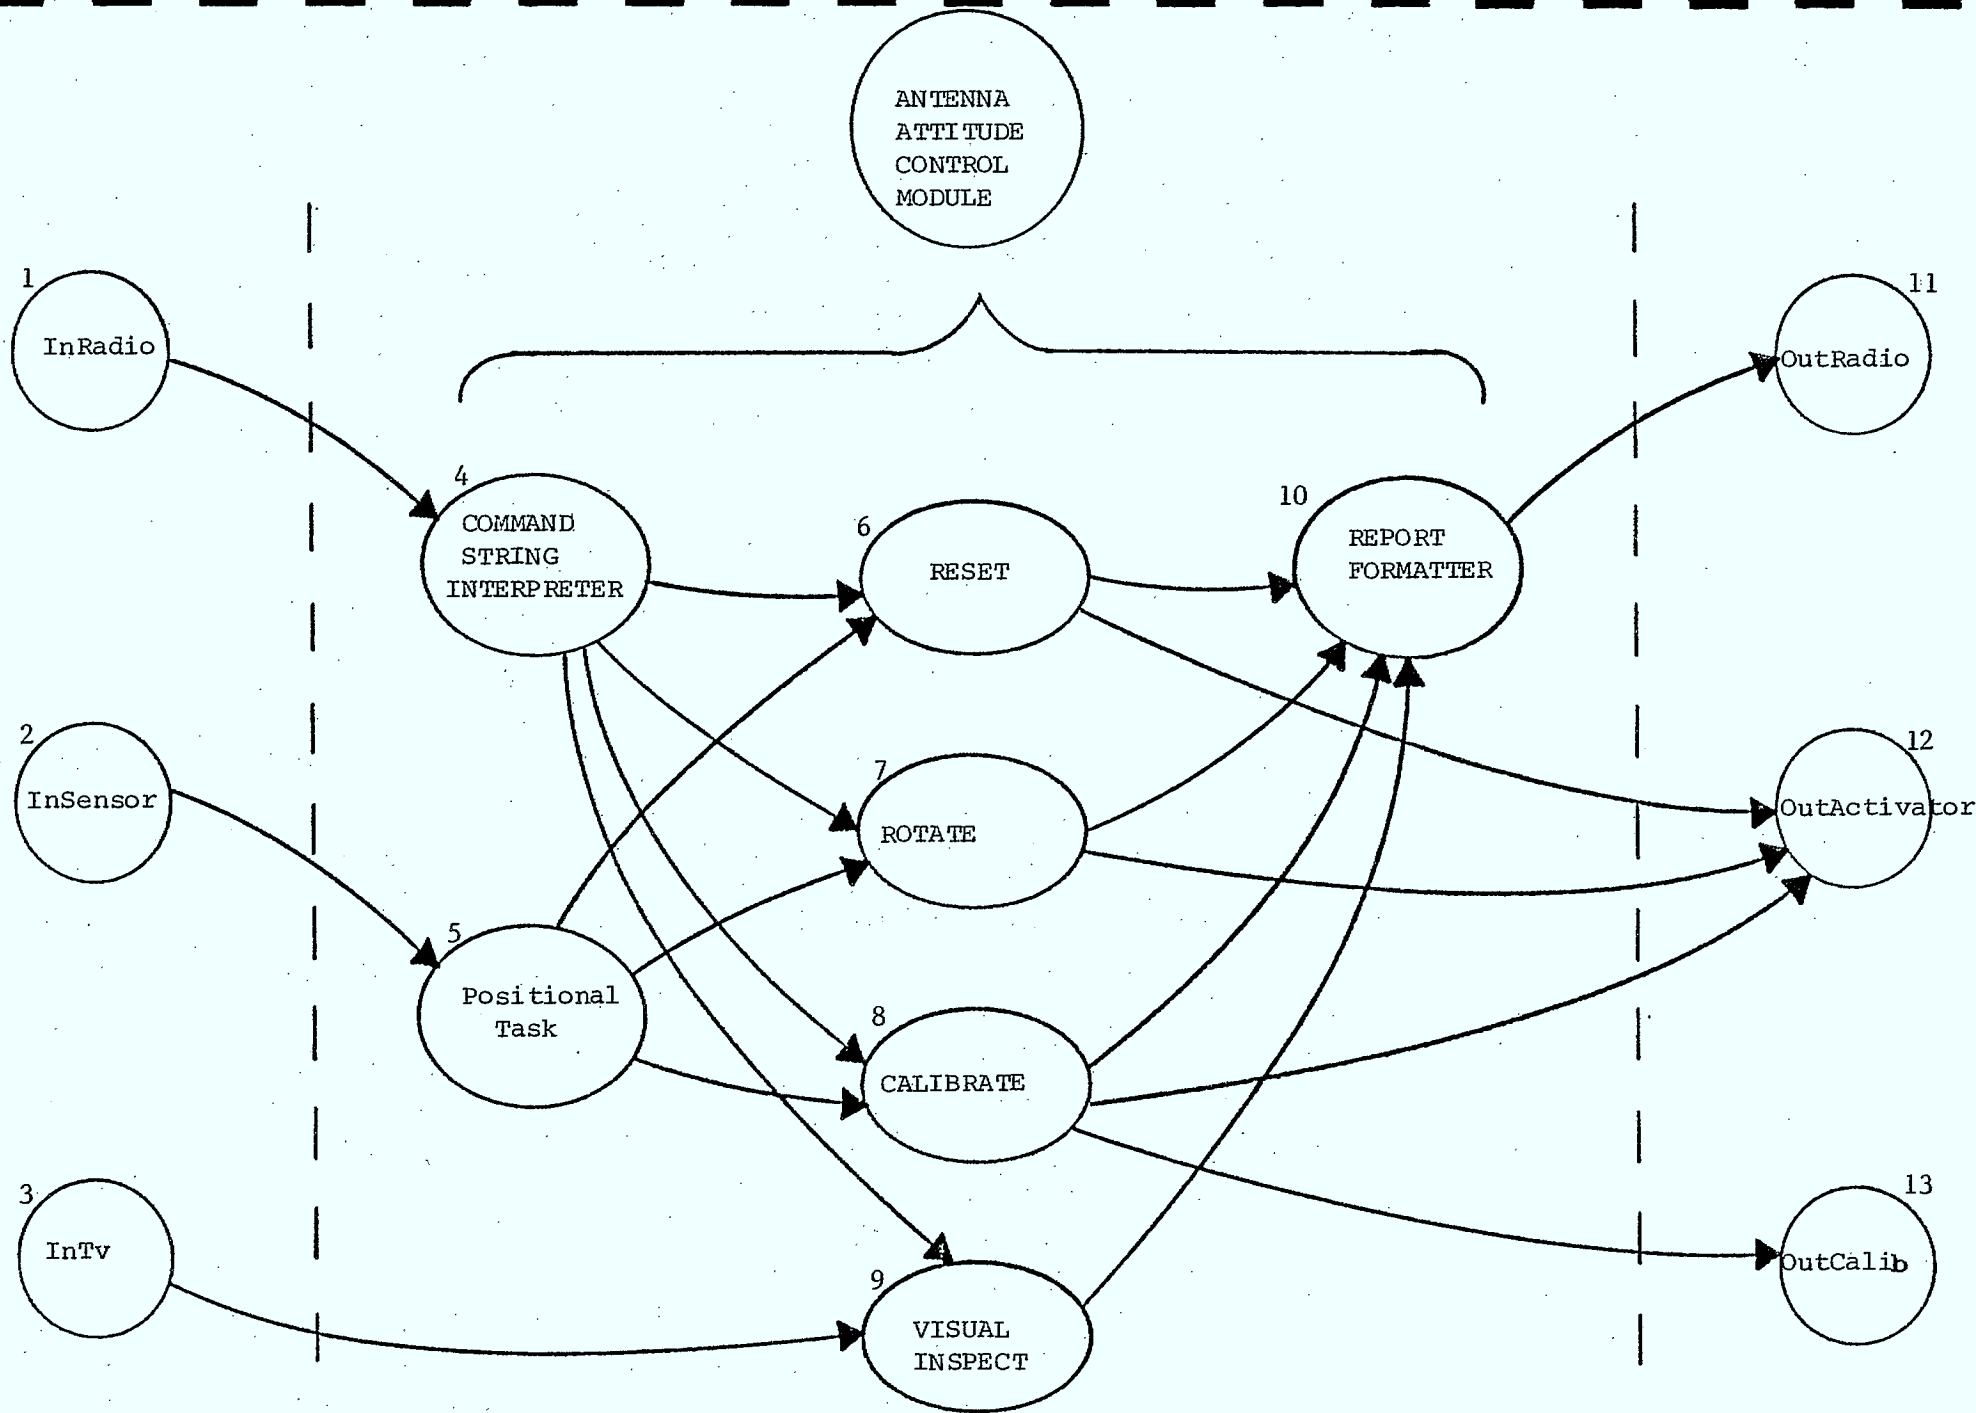 ANTENNA
ATTITUDE
CONTROL
MODULE
1
InRadio
11
OutRadio
4
COMMAND
STRING
INTERPRETER
6
RESET
10
REPORT
FORMATTER
2
InSensor
7
ROTATE
12
OutActivator
5
Positional
Task
8
CALIBRATE
3
InTv
9
VISUAL
INSPECT
13
OutCalib